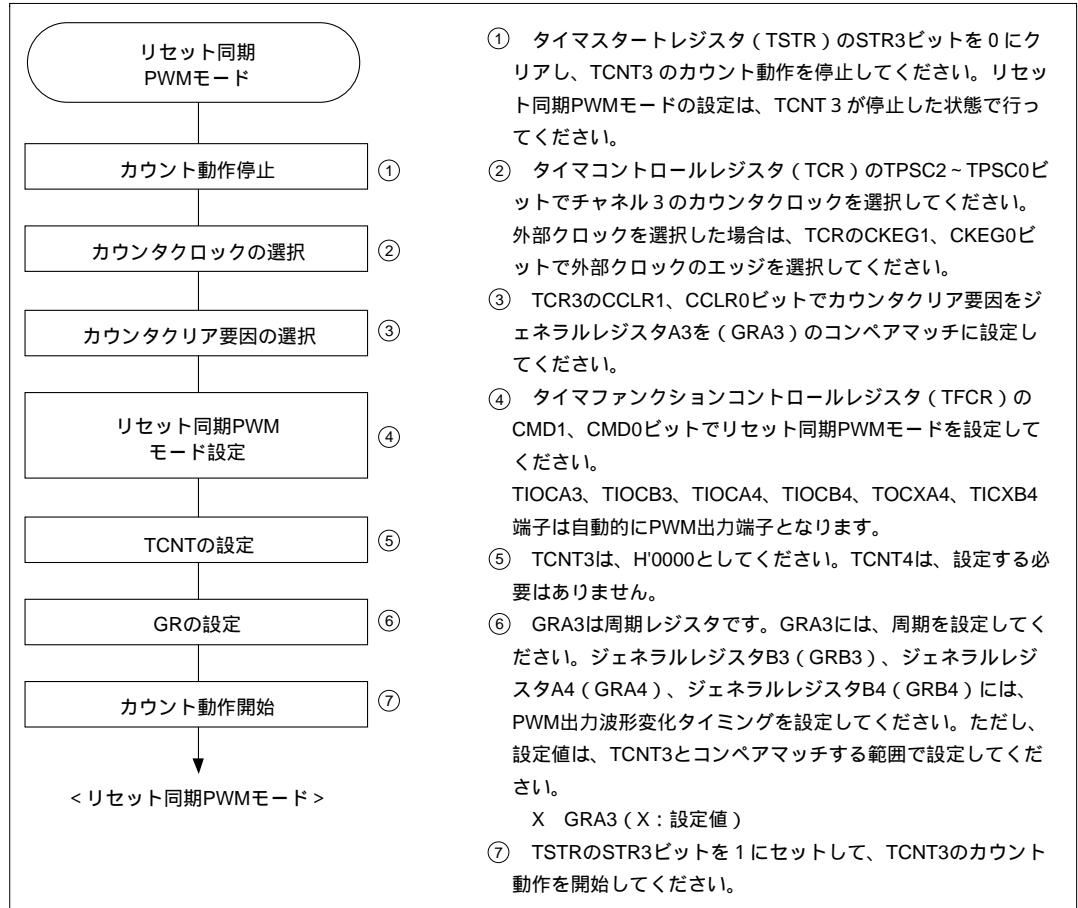 リセット同期
PWMモード
カウント動作停止 ①
カウンタクロックの選択 ②
カウンタクリア要因の選択 ③
リセット同期PWM
モード設定 ④
TCNTの設定 ⑤
GRの設定 ⑥
カウント動作開始 ⑦
<リセット同期PWMモード>
① タイマスタートレジスタ(TSTR)のSTR3ビットを0にク
リアし、TCNT3 のカウント動作を停止してください。リセッ
ト同期PWMモードの設定は、TCNT3が停止した状態で行っ
てください。
② タイマコントロールレジスタ(TCR)のTPSC2~TPSC0ビ
ットでチャネル3のカウンタクロックを選択してください。
外部クロックを選択した場合は、TCRのCKEG1、CKEG0ビ
ットで外部クロックのエッジを選択してください。
③ TCR3のCCLR1、CCLR0ビットでカウンタクリア要因をジ
ェネラルレジスタA3を(GRA3)のコンペアマッチに設定し
てください。
④ タイマファンクションコントロールレジスタ(TFCR)の
CMD1、CMD0ビットでリセット同期PWMモードを設定して
ください。
TIOCA3、TIOCB3、TIOCA4、TIOCB4、TOCXA4、TICXB4
端子は自動的にPWM出力端子となります。
⑤ TCNT3は、H'0000としてください。TCNT4は、設定する必
要はありません。
⑥ GRA3は周期レジスタです。GRA3には、周期を設定してく
ださい。ジェネラルレジスタB3(GRB3)、ジェネラルレジ
スタA4(GRA4)、ジェネラルレジスタB4(GRB4)には、
PWM出力波形変化タイミングを設定してください。ただし、
設定値は、TCNT3とコンペアマッチする範囲で設定してくだ
さい。
X GRA3(X:設定値)
⑦ TSTRのSTR3ビットを1にセットして、TCNT3のカウント
動作を開始してください。